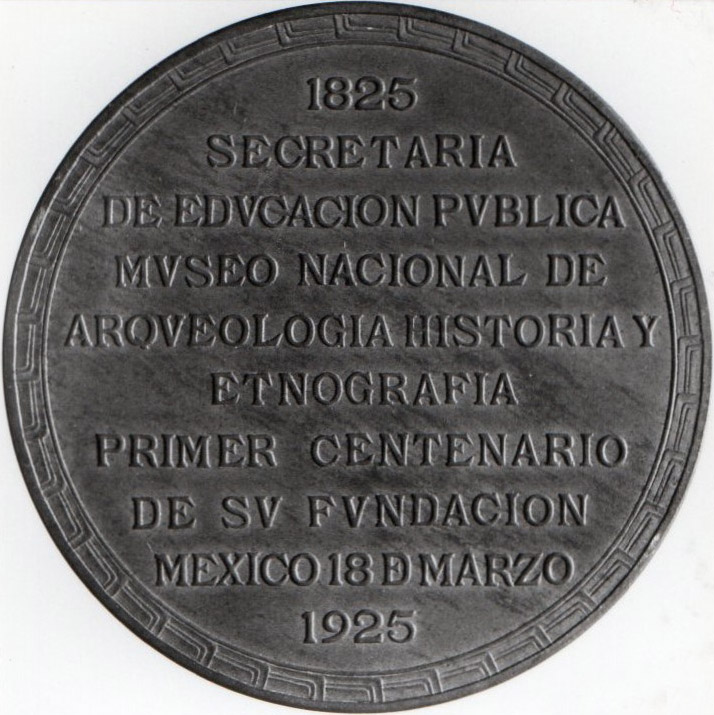 1825
SECRETARIA
DE EDVCACION PVBLICA
MVSEO NACIONAL DE
ARQVEOLOGIA HISTORIA Y
ETNOGRAFIA
PRIMER CENTENARIO
DE SV FVNDACION
MEXICO 18 DE MARZO
1925